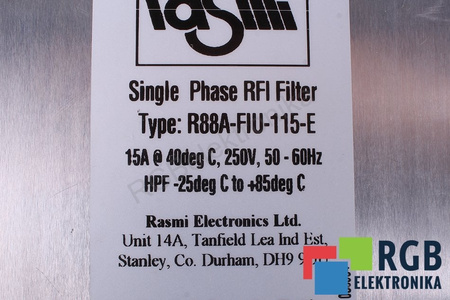 rasmi
Single Phase RFI Filter
Type: R88A-FIU-115-E
15A @ 40deg C, 250V, 50 - 60Hz
HPF -25deg C to +85deg C
Rasmi Electronics Ltd.
Unit 14A, Tanfield Lea Ind Est,
Stanley, Co. Durham, DH9
RGB
ELEKTRONIKA